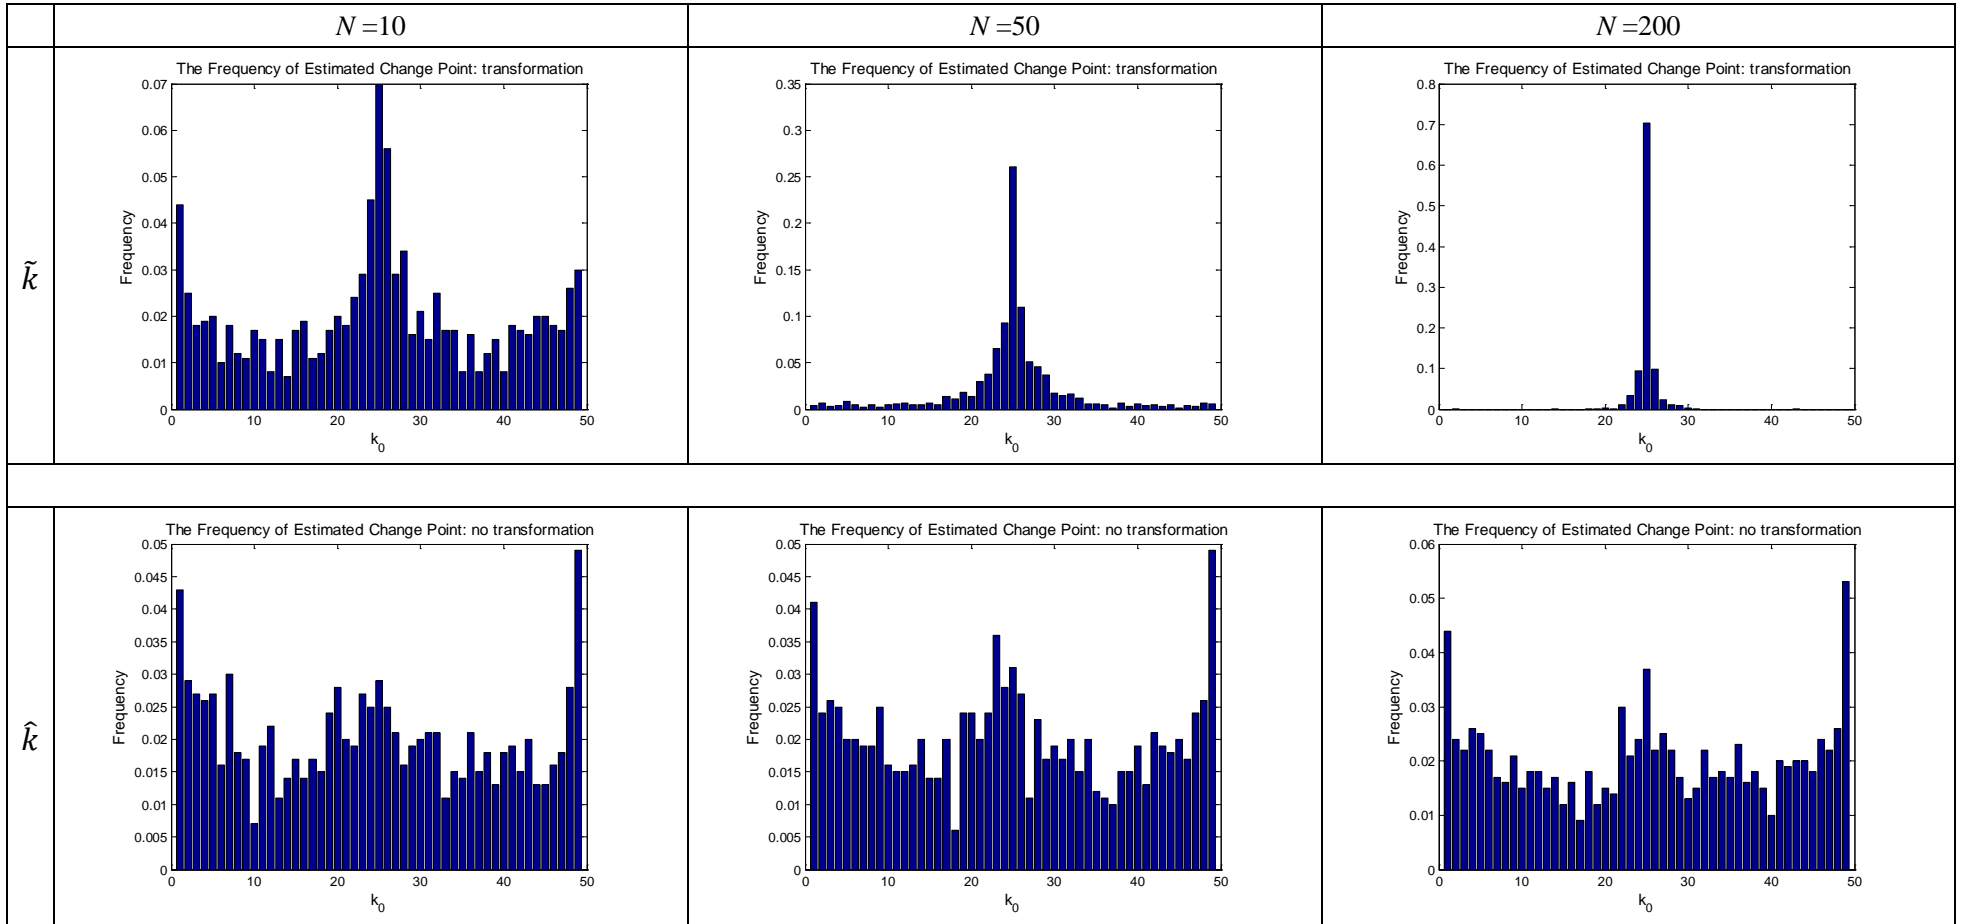 N =10
N =50
N =200
k̃
The Frequency of Estimated Change Point: transformation
0.07
0.06
0.05
0.04
0.03
0.02
0.01
0
Frequency
0 10 20 30 40 50
k0
The Frequency of Estimated Change Point: transformation
0.35
0.3
0.25
0.2
0.15
0.1
0.05
0
Frequency
0 10 20 30 40 50
k0
The Frequency of Estimated Change Point: transformation
0.8
0.7
0.6
0.5
0.4
0.3
0.2
0.1
0
Frequency
0 10 20 30 40 50
k0
k̂
The Frequency of Estimated Change Point: no transformation
0.05
0.045
0.04
0.035
0.03
0.025
0.02
0.015
0.01
0.005
0
Frequency
0 10 20 30 40 50
k0
The Frequency of Estimated Change Point: no transformation
0.05
0.045
0.04
0.035
0.03
0.025
0.02
0.015
0.01
0.005
0
Frequency
0 10 20 30 40 50
k0
The Frequency of Estimated Change Point: no transformation
0.06
0.05
0.04
0.03
0.02
0.01
0
Frequency
0 10 20 30 40 50
k0